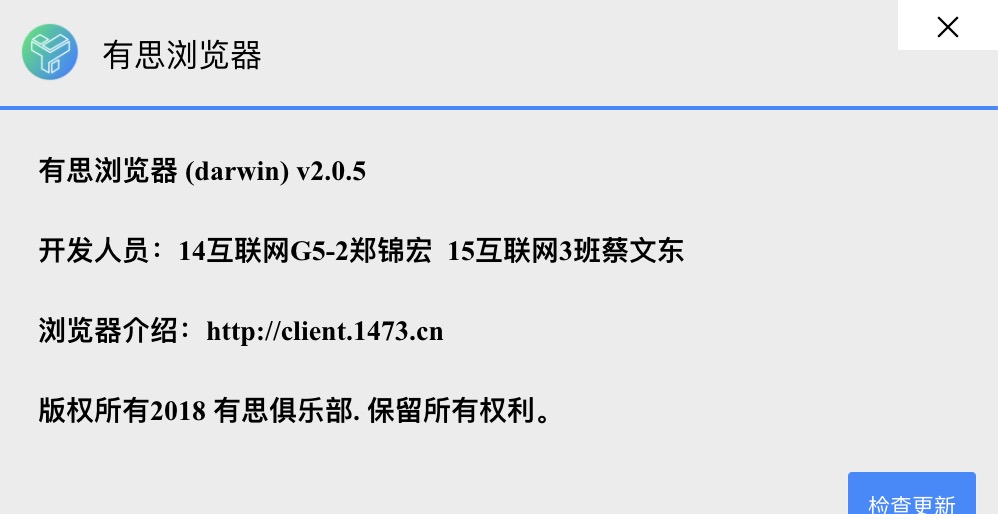 有思浏览器
有思浏览器 (darwin) v2.0.5
开发人员：14互联网G5-2郑锦宏  15互联网3班蔡文东
浏览器介绍：http://client.1473.cn
版权所有2018 有思俱乐部. 保留所有权利。
检查更新